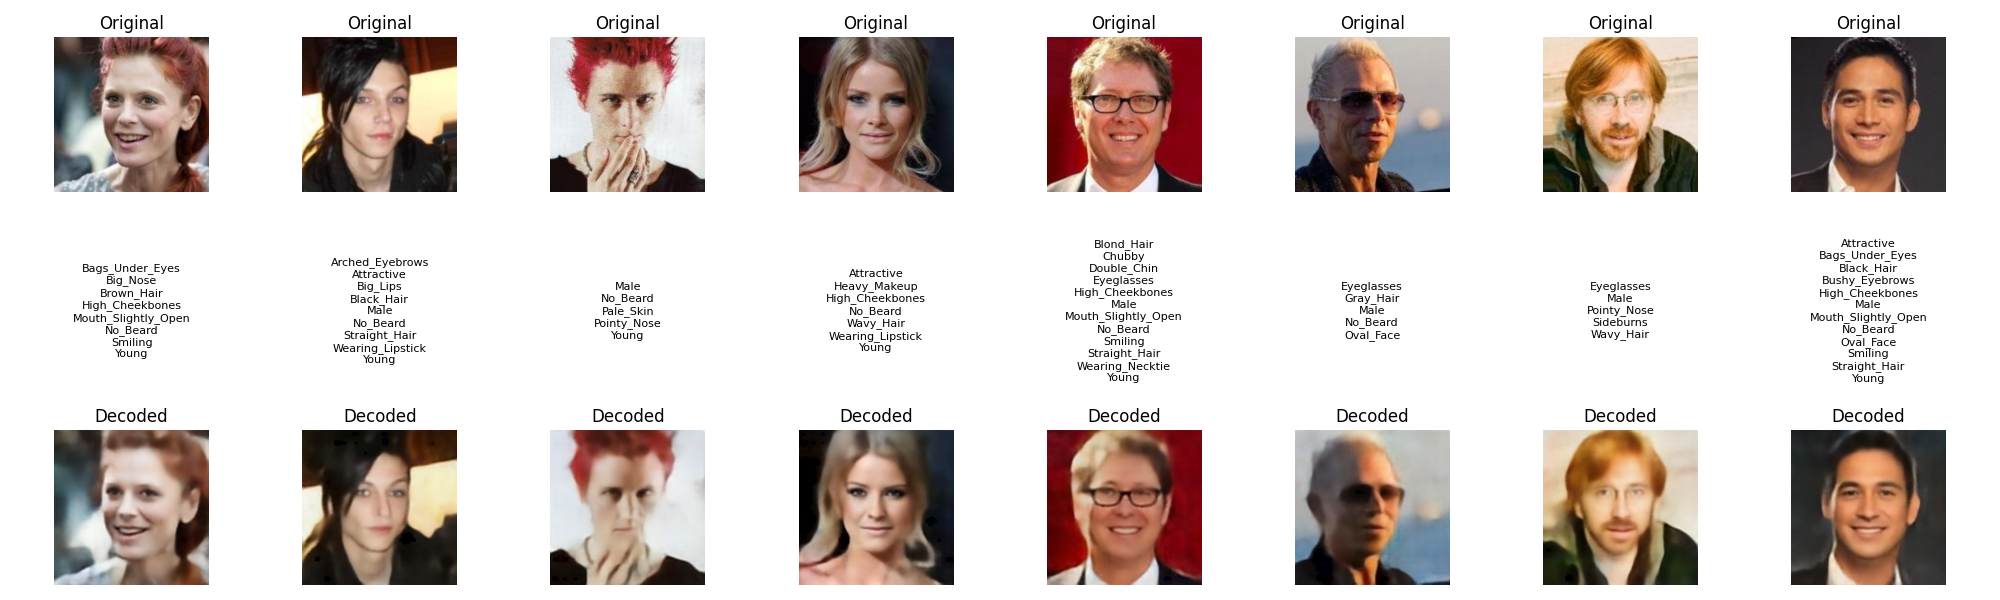 Original
Original
Original
Original
Original
Original
Original
Original
Bags_Under_Eyes
Big_Nose
Brown_Hair
High_Cheekbones
Mouth_Slightly_Open
No_Beard
Smiling
Young
Arched_Eyebrows
Attractive
Big_Lips
Black_Hair
Male
No_Beard
Straight_Hair
Wearing_Lipstick
Young
Male
No_Beard
Pale_Skin
Pointy_Nose
Young
Attractive
Heavy_Makeup
High_Cheekbones
No_Beard
Wavy_Hair
Wearing_Lipstick
Young
Blond_Hair
Chubby
Double_Chin
Eyeglasses
High_Cheekbones
Male
Mouth_Slightly_Open
No_Beard
Smiling
Straight_Hair
Wearing_Necktie
Young
Eyeglasses
Gray_Hair
Male
No_Beard
Oval_Face
Eyeglasses
Male
Pointy_Nose
Sideburns
Wavy_Hair
Attractive
Bags_Under_Eyes
Black_Hair
Bushy_Eyebrows
High_Cheekbones
Male
Mouth_Slightly_Open
No_Beard
Oval_Face
Smiling
Straight_Hair
Young
Decoded
Decoded
Decoded
Decoded
Decoded
Decoded
Decoded
Decoded